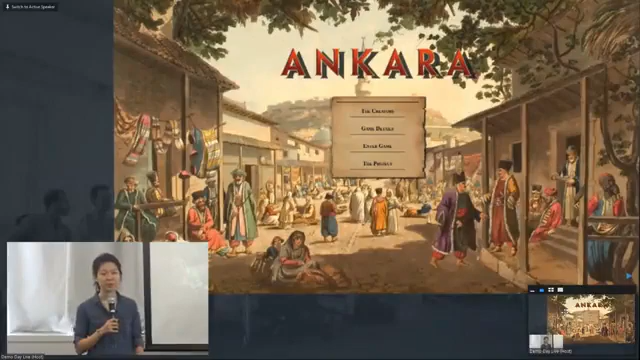 Switch to Active Speaker
ANKARA
THE CREATORS
GAME DETAILS
ENTER GAME
THE PROJECT
Demo Day Live (Host)
ANKARA
Demo Day Live (Host)